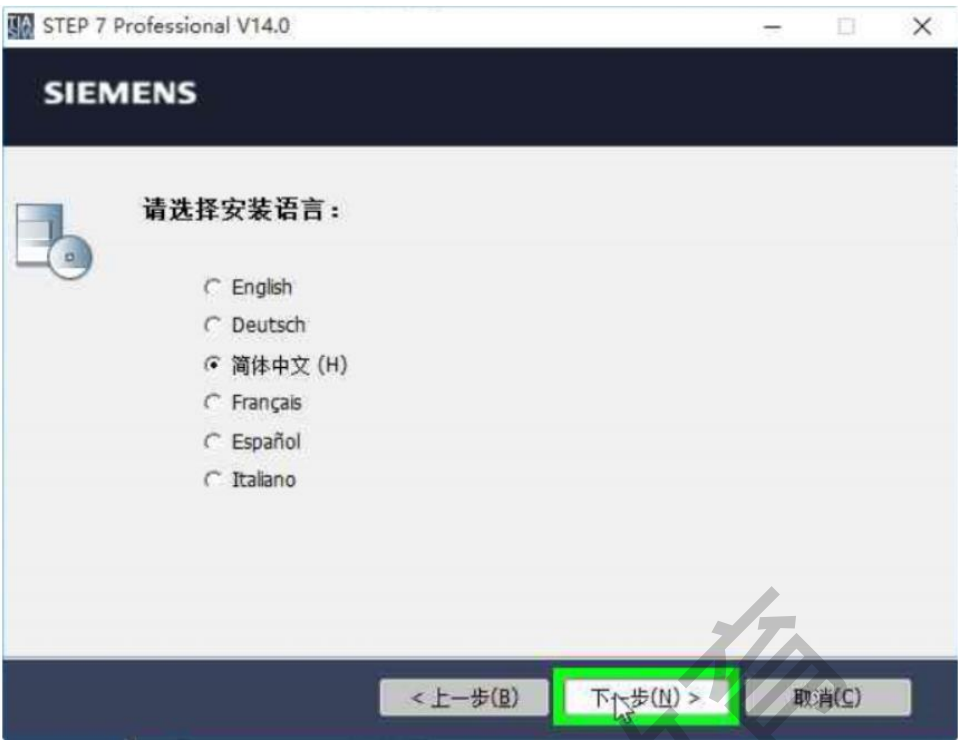 STEP 7 Professional V14.0
SIEMENS
请选择安装语言：
English
Deutsch
简体中文 (H)
Français
Español
Italiano
< 上一步(B)
下一步(N) >
取消(C)